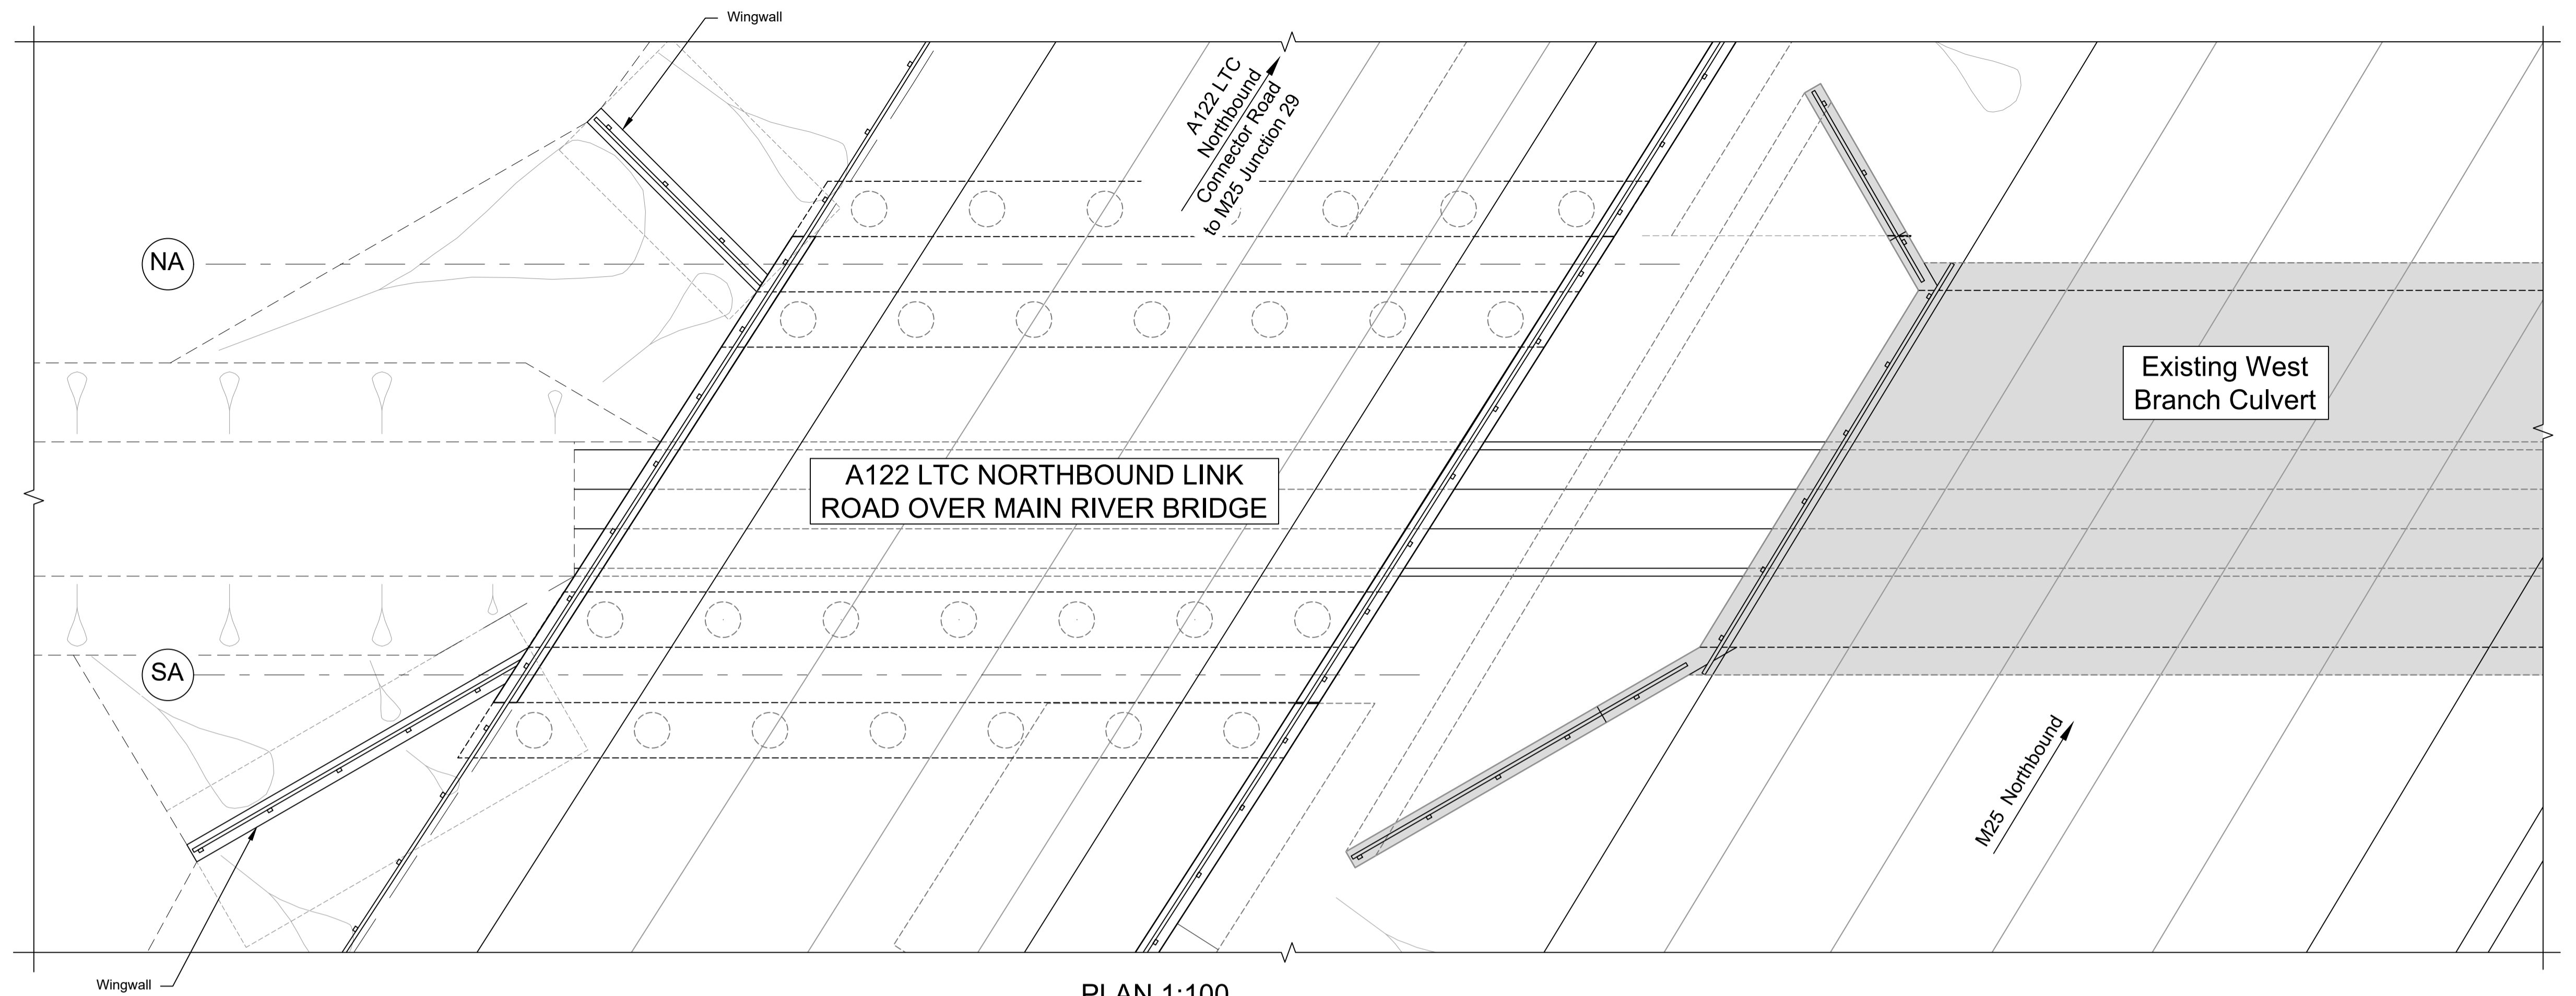 Wingwall
A122 LTC
Northbound
Connector Road
to M25 Junction 29
NA
Existing West
Branch Culvert
A122 LTC NORTHBOUND LINK
ROAD OVER MAIN RIVER BRIDGE
SA
M25 Northbound
Wingwall
PLAN 1:100